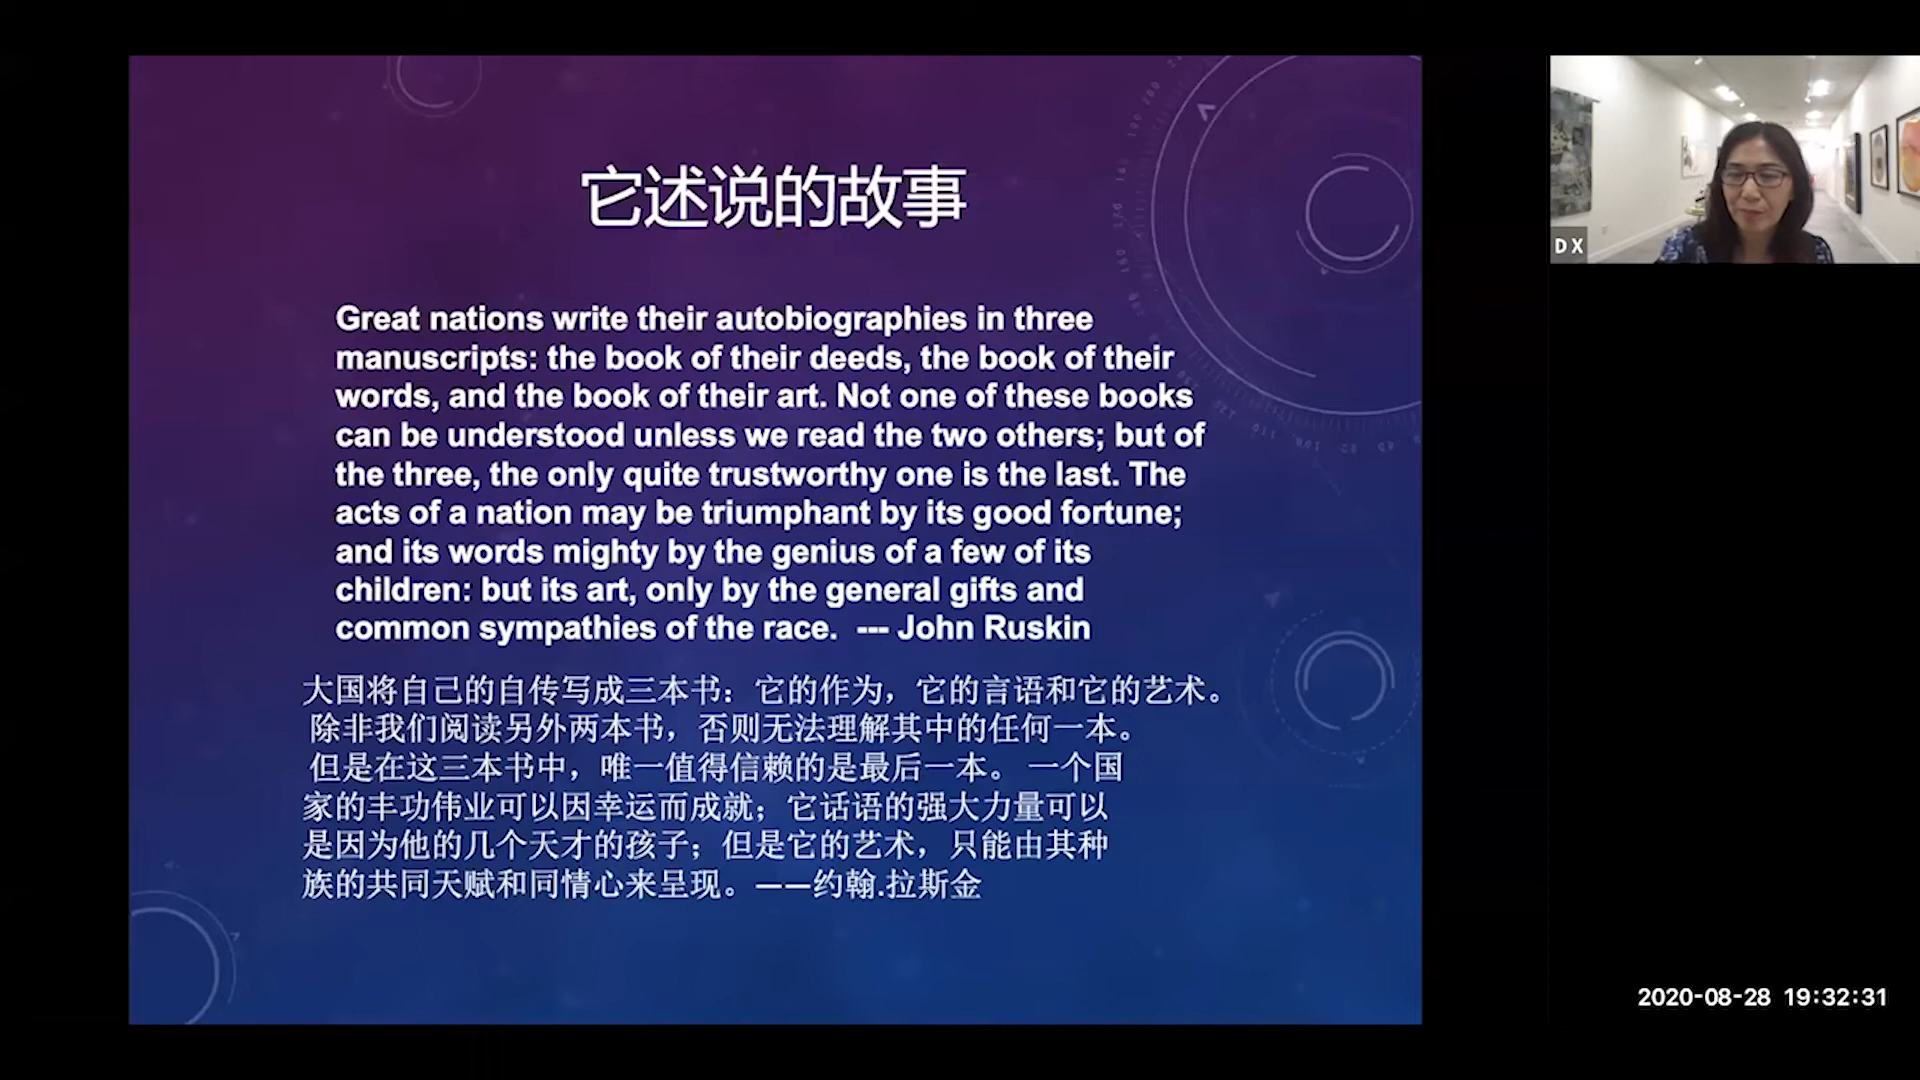 它述说的故事
Great nations write their autobiographies in three
manuscripts: the book of their deeds, the book of their
words, and the book of their art. Not one of these books
can be understood unless we read the two others; but of
the three, the only quite trustworthy one is the last. The
acts of a nation may be triumphant by its good fortune;
and its words mighty by the genius of a few of its
children: but its art, only by the general gifts and
common sympathies of the race.  --- John Ruskin
大国将自己的自传写成三本书：它的作为，它的言语和它的艺术。
除非我们阅读另外两本书，否则无法理解其中的任何一本。
但是在这三本书中，唯一值得信赖的是最后一本。 一个国
家的丰功伟业可以因幸运而成就；它话语的强大力量可以
是因为他的几个天才的孩子；但是它的艺术，只能由其种
族的共同天赋和同情心来呈现。——约翰.拉斯金
D X
2020-08-28 19:32:31